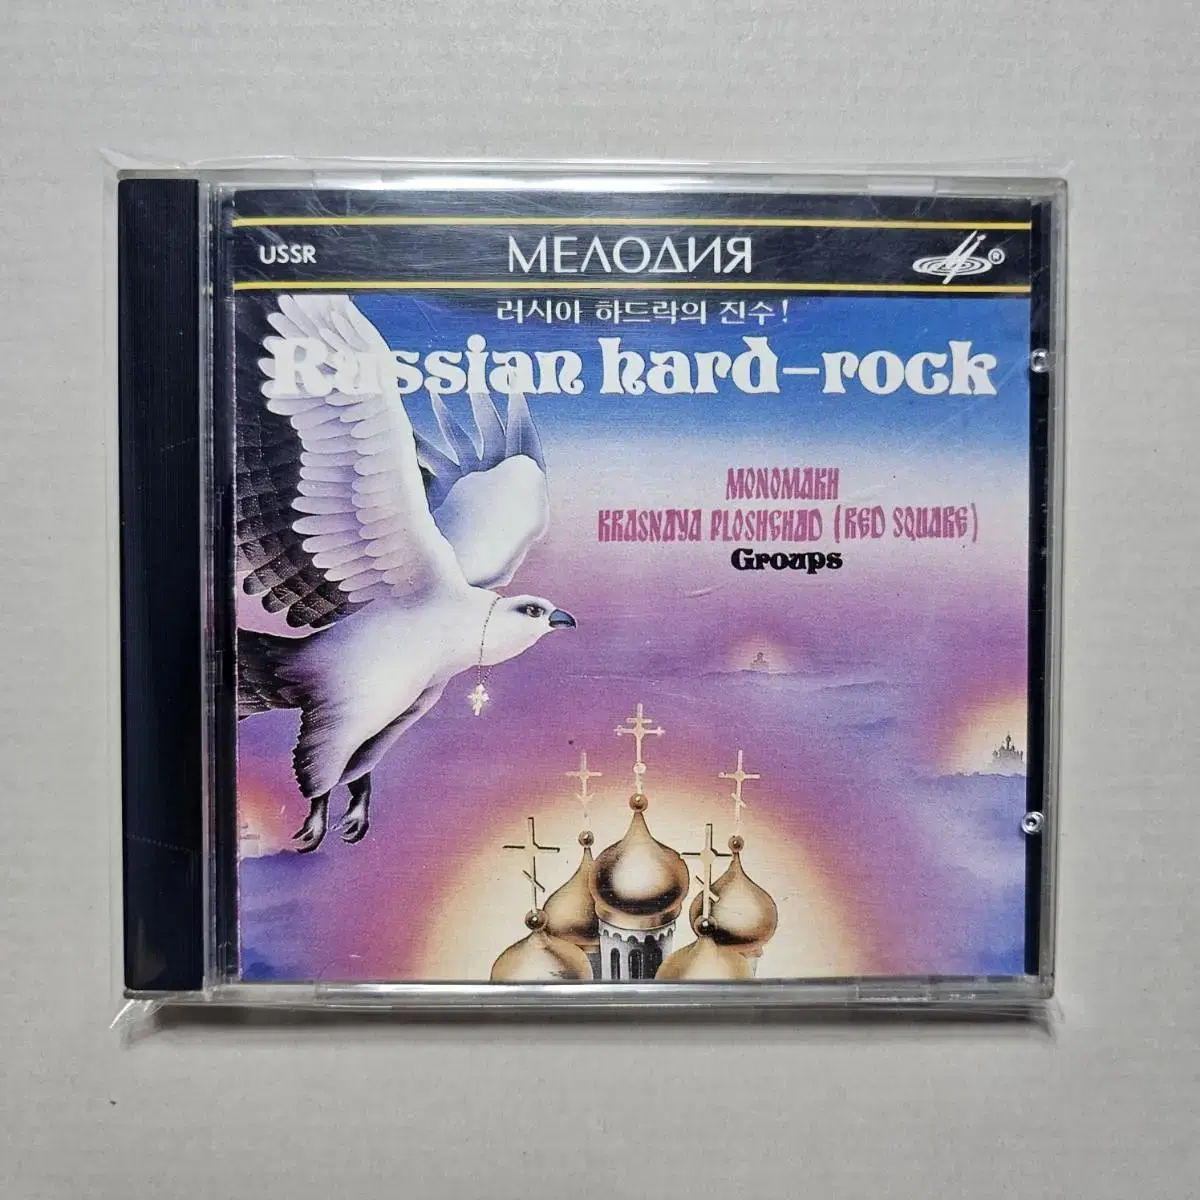 USSR
МЕЛОДИЯ
®
러시아 하드락의 진수!
Russian hard-rock
MONOMAKH
KRASNAYA PLOSHCHAD (RED SQUARE)
Groups